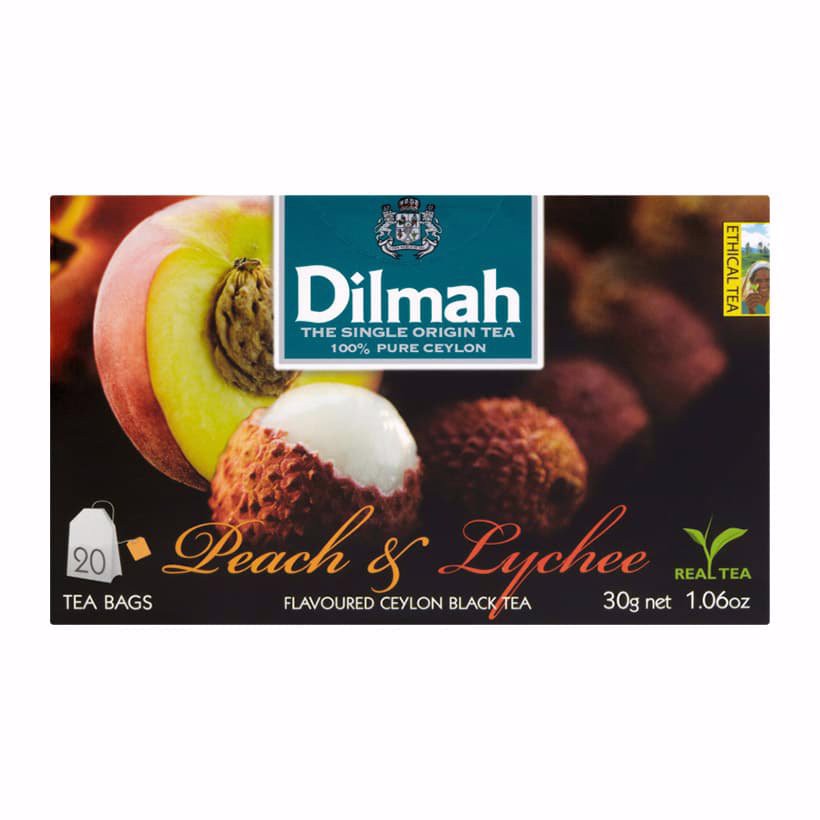 Dilmah
THE SINGLE ORIGIN TEA
100% PURE CEYLON
ETHICAL TEA
20
TEA BAGS
Peach & Lychee
FLAVOURED CEYLON BLACK TEA
REAL TEA
30g net 1.06oz